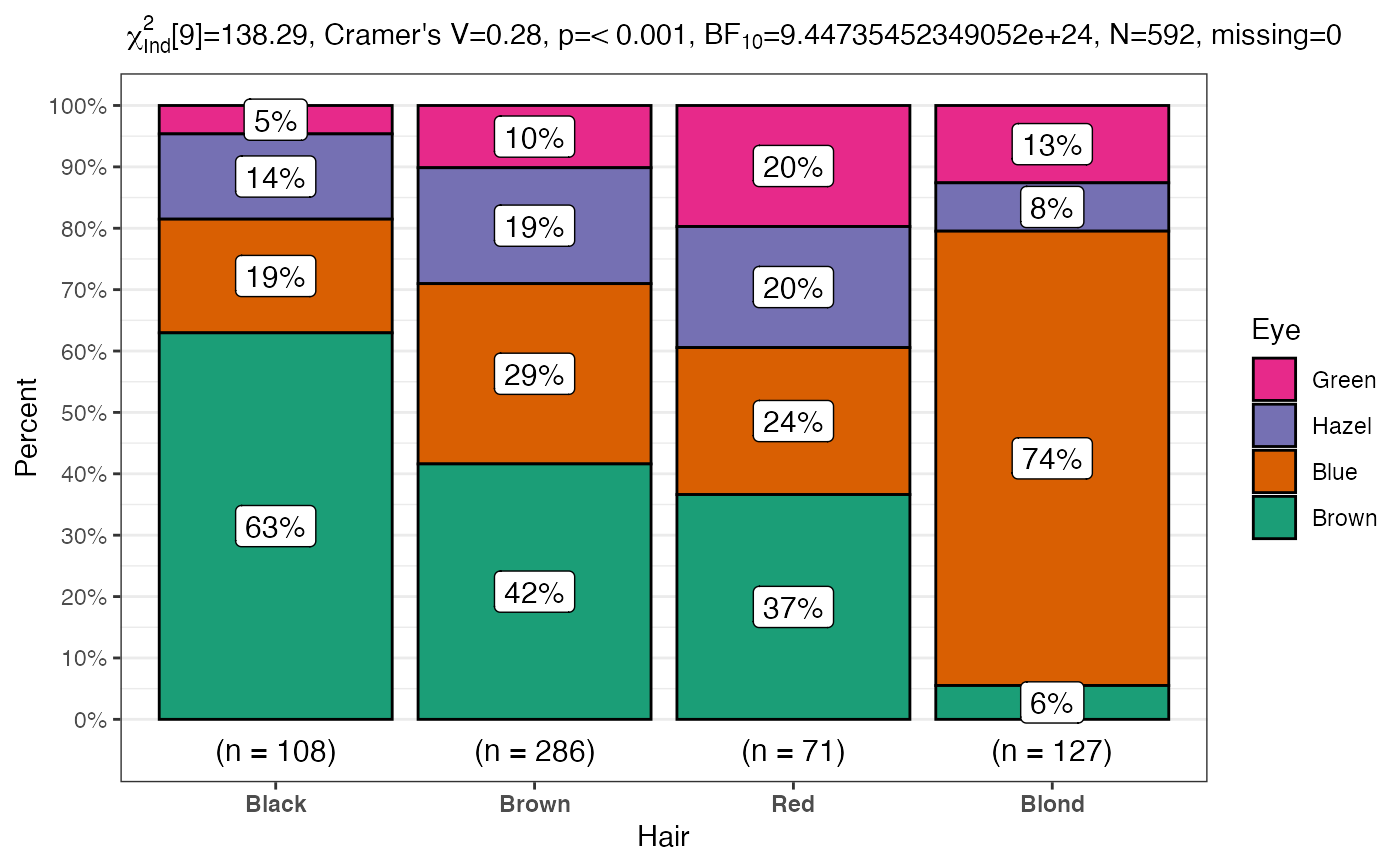 χ²Ind[9]=138.29, Cramer's V=0.28, p=< 0.001, BF₁₀=9.44735452349052e+24, N=592, missing=0
100%
90%
80%
70%
60%
50%
40%
30%
20%
10%
0%
Percent
5%
14%
19%
63%
10%
19%
29%
42%
20%
20%
24%
37%
13%
8%
74%
6%
(n = 108)
(n = 286)
(n = 71)
(n = 127)
Black
Brown
Red
Blond
Hair
Eye
Green
Hazel
Blue
Brown